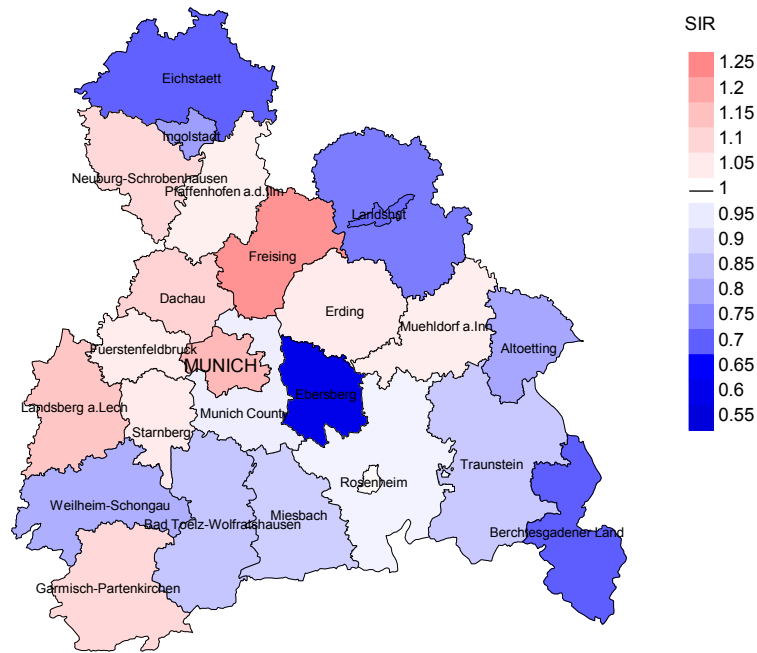 SIR
1.25
1.2
1.15
1.1
1.05
1
0.95
0.9
0.85
0.8
0.75
0.7
0.65
0.6
0.55
Eichstaett
Ingolstadt
Neuburg-Schrobenhausen
Pfaffenhofen a.d.Ilm
Landshut
Freising
Dachau
Erding
Muehldorf a.Inn
Fuerstenfeldbruck
Altoetting
MUNICH
Ebersberg
Landsberg a.Lech
Munich County
Starnberg
Traunstein
Rosenheim
Weilheim-Schongau
Miesbach
Bad Toelz-Wolfratshausen
Berchtesgadener Land
Garmisch-Partenkirchen